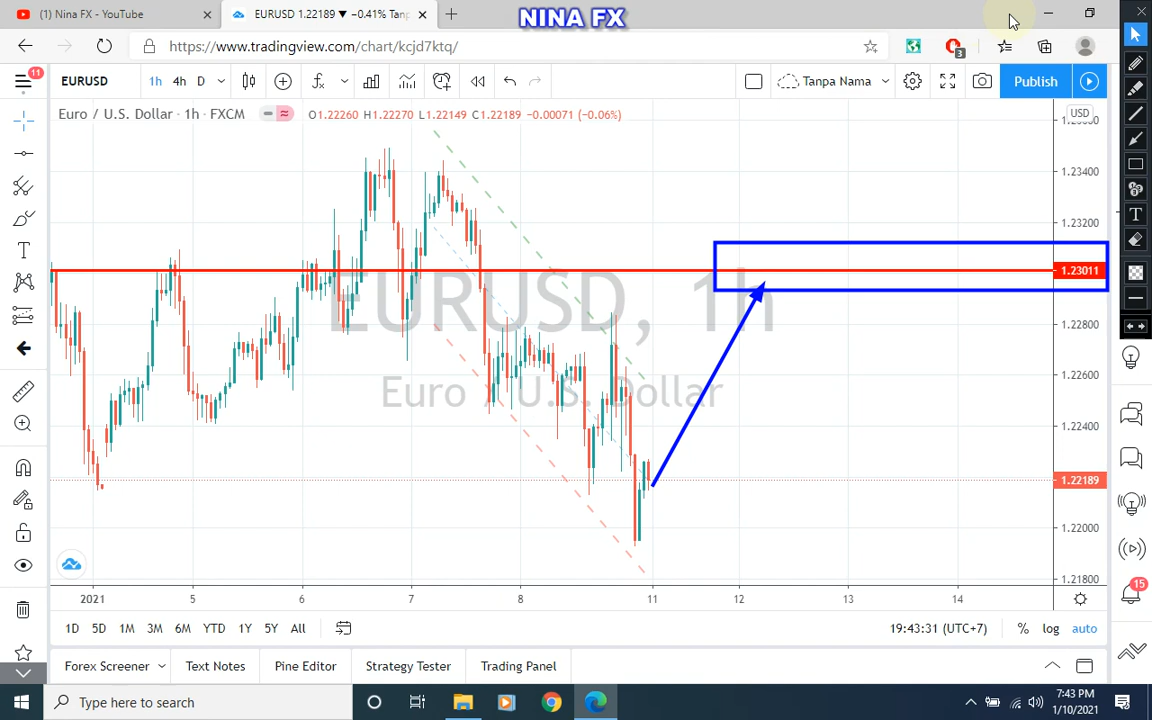 (1) Nina FX - YouTube
EURUSD 1.22189 ▼ −0.41% Tanp
NINA FX
https://www.tradingview.com/chart/kcjd7ktq/
3
11
EURUSD
1h 4h D
Tanpa Nama
Publish
Euro / U.S. Dollar · 1h · FXCM
O1.22260 H1.22270 L1.22149 C1.22189 −0.00071 (−0.06%)
USD
1.23400
1.23200
1.23011
1.22800
1.22600
1.22400
1.22189
1.22000
1.21800
EURUSD, 1h
Euro / U.S. Dollar
T
T
15
2021 5 6 7 8 11 12 13 14
1D 5D 1M 3M 6M YTD 1Y 5Y All
19:43:31 (UTC+7) % log auto
Forex Screener Text Notes Pine Editor Strategy Tester Trading Panel
Type here to search
7:43 PM
1/10/2021